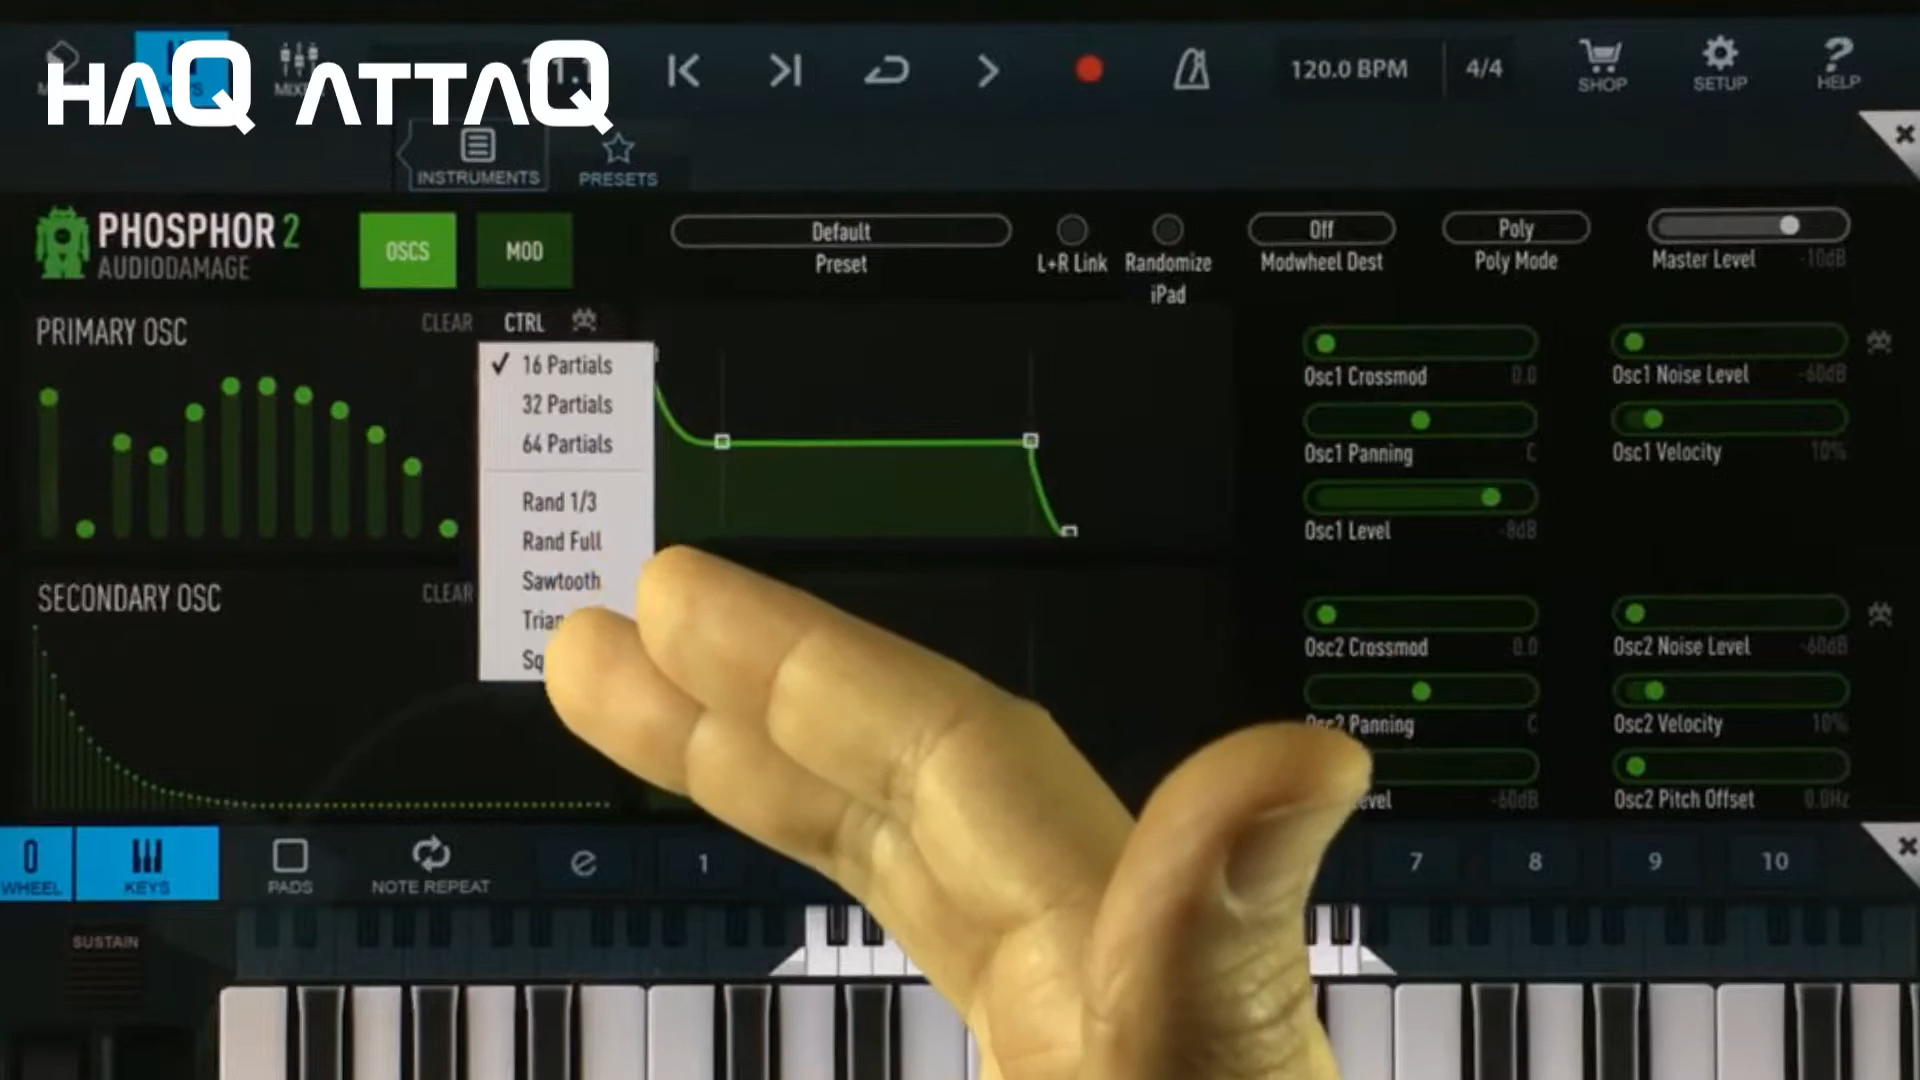 HAQ ATTAQ
120.0 BPM
4/4
SHOP
SETUP
HELP
INSTRUMENTS
PRESETS
PHOSPHOR 2
AUDIODAMAGE
OSCS
MOD
Default
Preset
L+R Link
Randomize
iPad
Off
Modwheel Dest
Poly
Poly Mode
Master Level
-10dB
PRIMARY OSC
CLEAR
CTRL
✓ 16 Partials
32 Partials
64 Partials
Rand 1/3
Rand Full
Sawtooth
Osc1 Crossmod
0.0
Osc1 Noise Level
-60dB
Osc1 Panning
C
Osc1 Velocity
10%
Osc1 Level
-8dB
SECONDARY OSC
CLEAR
Osc2 Crossmod
0.0
Osc2 Noise Level
-60dB
Osc2 Panning
C
Osc2 Velocity
10%
-60dB
Osc2 Pitch Offset
0.0Hz
WHEEL
KEYS
PADS
NOTE REPEAT
1
7
8
9
10
SUSTAIN